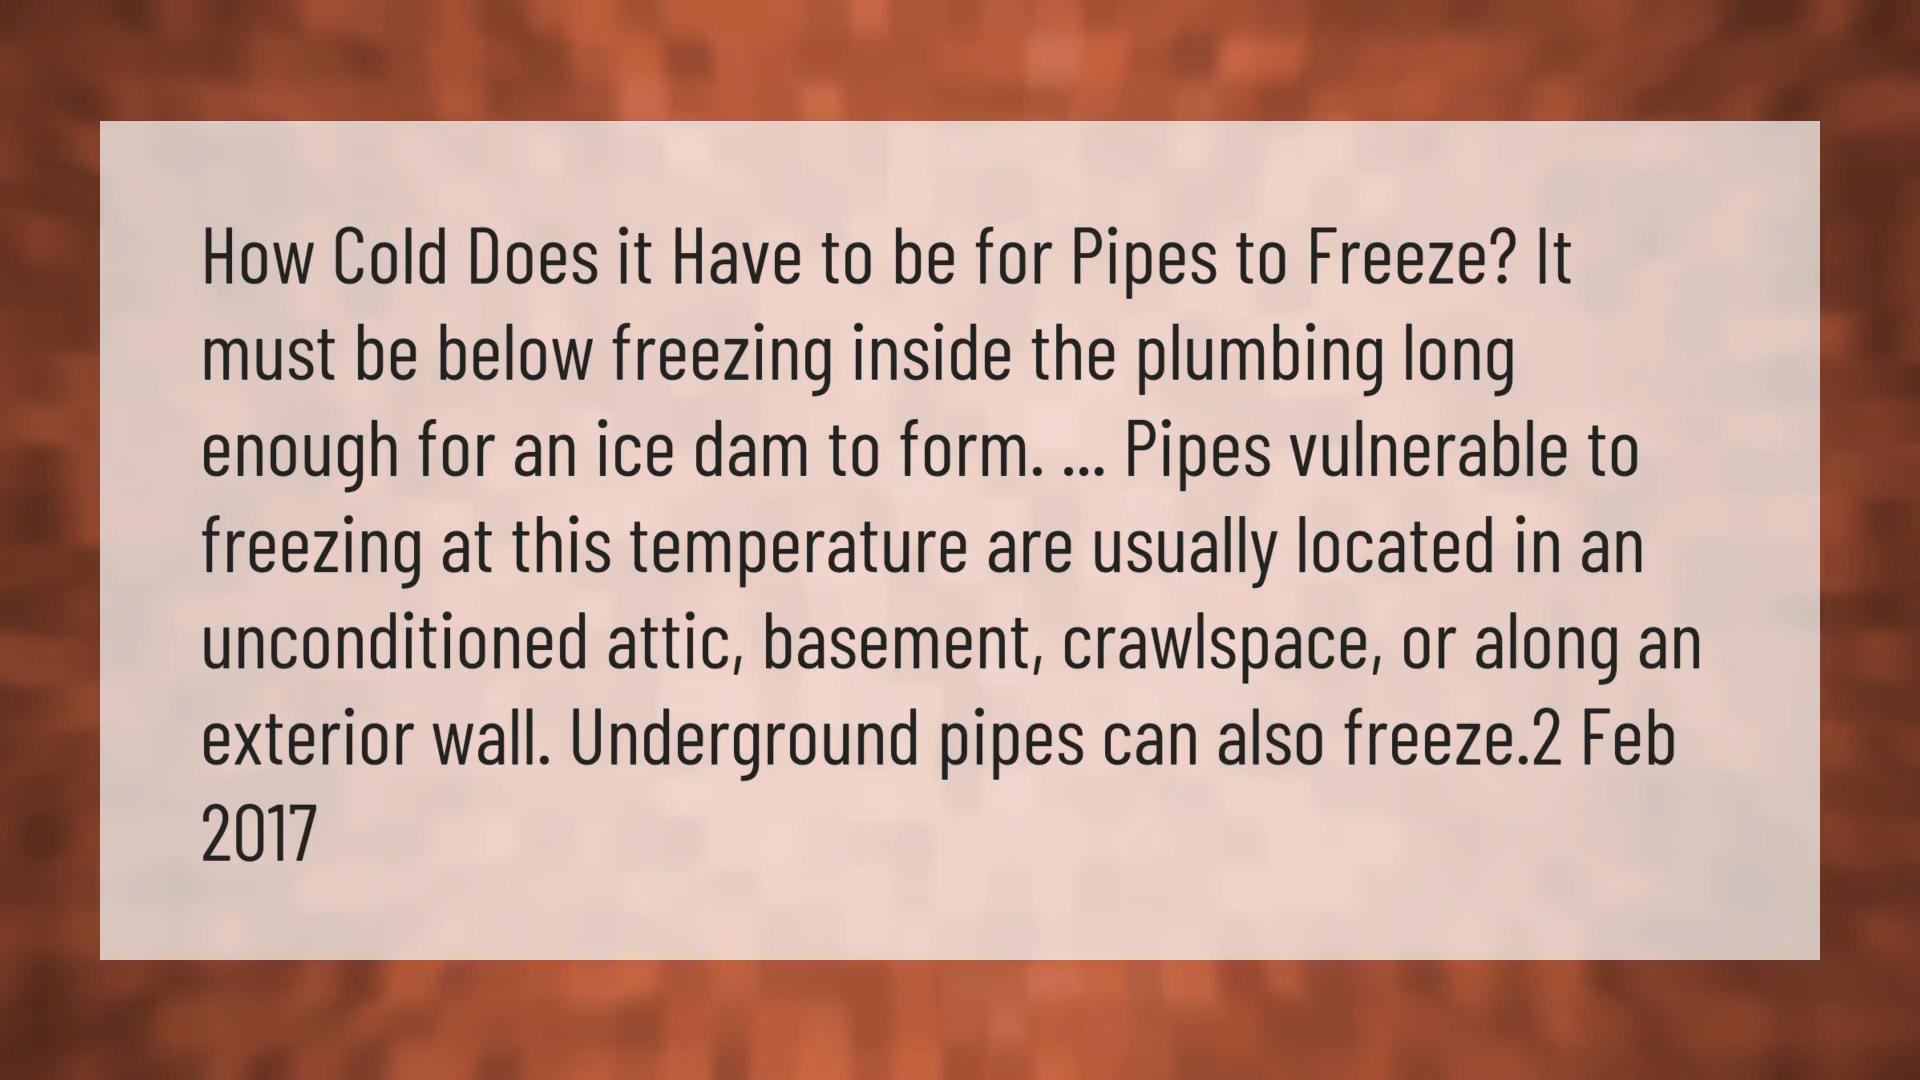 How Cold Does it Have to be for Pipes to Freeze? It
must be below freezing inside the plumbing long
enough for an ice dam to form. ... Pipes vulnerable to
freezing at this temperature are usually located in an
unconditioned attic, basement, crawlspace, or along an
exterior wall. Underground pipes can also freeze.2 Feb
2017